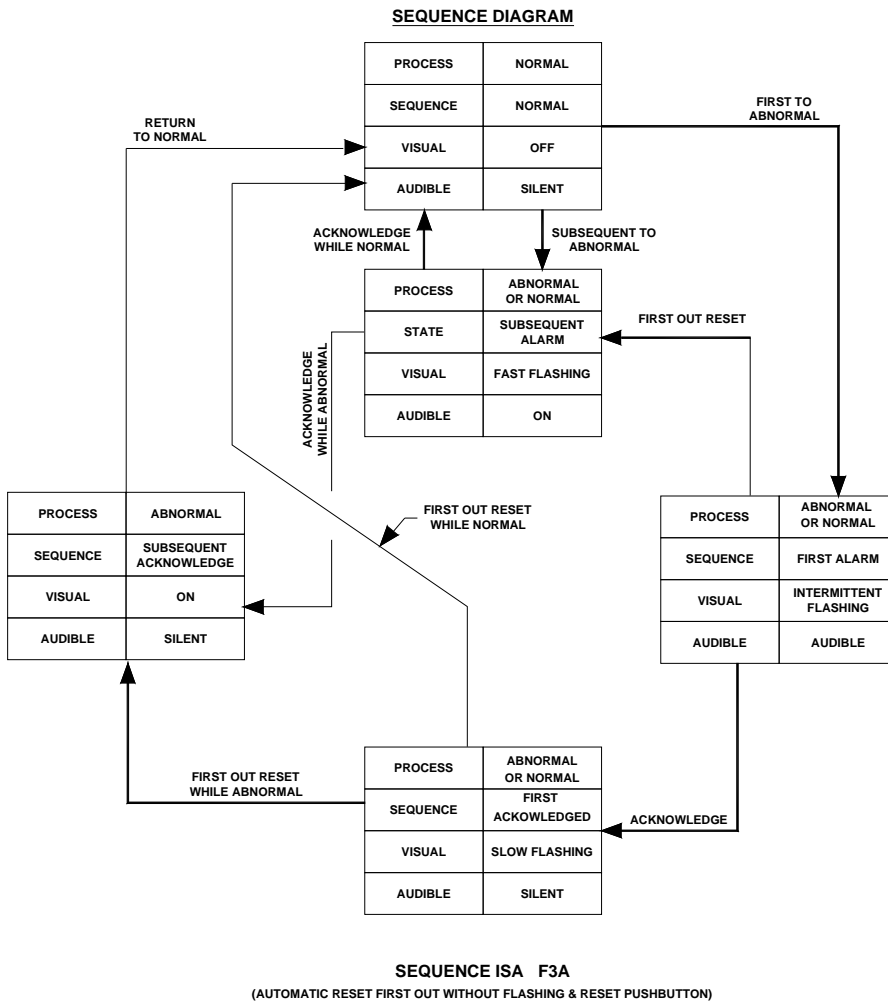 SEQUENCE DIAGRAM
PROCESS NORMAL
SEQUENCE NORMAL
VISUAL OFF
AUDIBLE SILENT
FIRST TO
ABNORMAL
RETURN
TO NORMAL
ACKNOWLEDGE
WHILE NORMAL
SUBSEQUENT TO
ABNORMAL
PROCESS ABNORMAL
OR NORMAL
STATE SUBSEQUENT
ALARM
VISUAL FAST FLASHING
AUDIBLE ON
FIRST OUT RESET
ACKNOWLEDGE
WHILE ABNORMAL
FIRST OUT RESET
WHILE NORMAL
PROCESS ABNORMAL
SEQUENCE SUBSEQUENT
ACKNOWLEDGE
VISUAL ON
AUDIBLE SILENT
PROCESS ABNORMAL
OR NORMAL
SEQUENCE FIRST ALARM
VISUAL INTERMITTENT
FLASHING
AUDIBLE AUDIBLE
FIRST OUT RESET
WHILE ABNORMAL
PROCESS ABNORMAL
OR NORMAL
SEQUENCE FIRST
ACKOWLEDGED
VISUAL SLOW FLASHING
AUDIBLE SILENT
ACKNOWLEDGE
SEQUENCE ISA F3A
(AUTOMATIC RESET FIRST OUT WITHOUT FLASHING & RESET PUSHBUTTON)